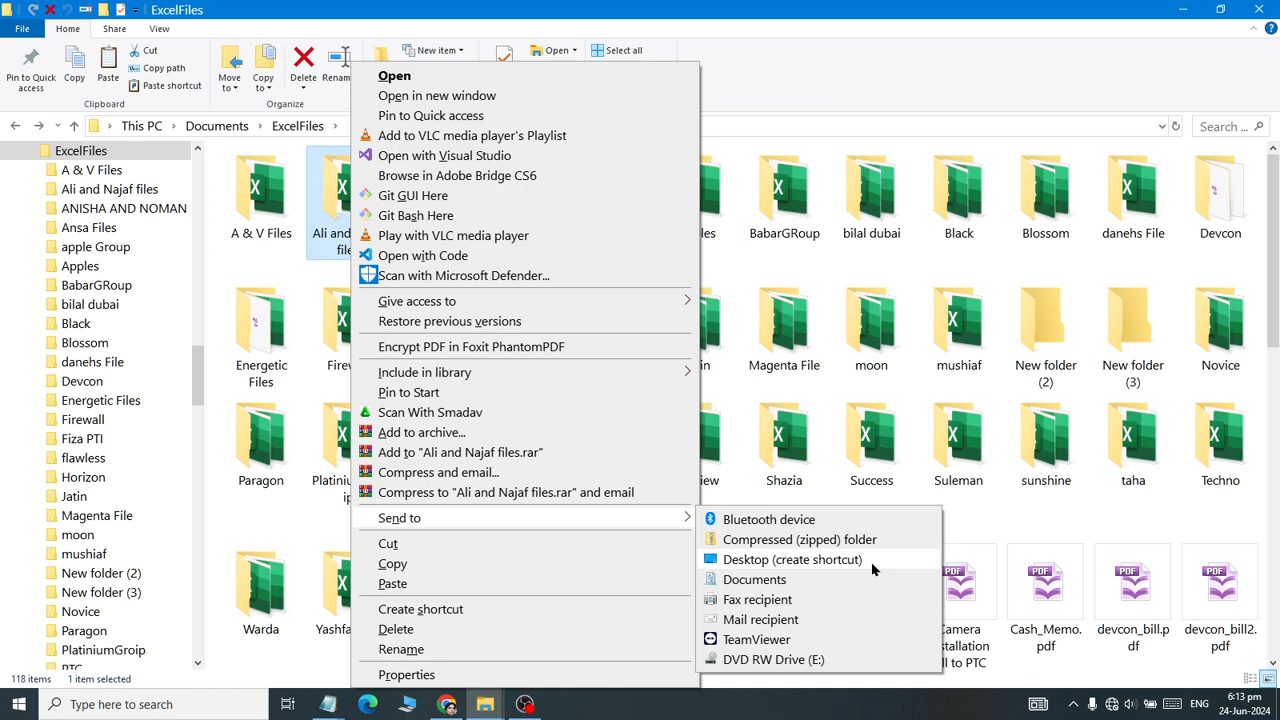 ExcelFiles
File Home Share View
Pin to Quick access
Copy
Paste
Cut
Copy path
Paste shortcut
Clipboard
Move to
Copy to
Delete
Organize
New item
Open
Select all
This PC Documents ExcelFiles
Search ...
ExcelFiles
A & V Files
Ali and Najaf files
ANISHA AND NOMAN
Ansa Files
apple Group
Apples
BabarGRoup
bilal dubai
Black
Blossom
danehs File
Devcon
Energetic Files
Firewall
Fiza PTI
flawless
Horizon
Jatin
Magenta File
moon
mushiaf
New folder (2)
New folder (3)
Novice
Paragon
PlatiniumGroip
PTC
A & V Files
BabarGRoup
bilal dubai
Black
Blossom
danehs File
Devcon
Energetic Files
Magenta File
moon
mushiaf
New folder (2)
New folder (3)
Novice
Paragon
Shazia
Success
Suleman
sunshine
taha
Techno
Warda
Cash_Memo.pdf
devcon_bill.pdf
devcon_bill2.pdf
Open
Open in new window
Pin to Quick access
Add to VLC media player's Playlist
Open with Visual Studio
Browse in Adobe Bridge CS6
Git GUI Here
Git Bash Here
Play with VLC media player
Open with Code
Scan with Microsoft Defender...
Give access to
Restore previous versions
Encrypt PDF in Foxit PhantomPDF
Include in library
Pin to Start
Scan With Smadav
Add to archive...
Add to "Ali and Najaf files.rar"
Compress and email...
Compress to "Ali and Najaf files.rar" and email
Send to
Cut
Copy
Paste
Create shortcut
Delete
Rename
Properties
Bluetooth device
Compressed (zipped) folder
Desktop (create shortcut)
Documents
Fax recipient
Mail recipient
TeamViewer
DVD RW Drive (E:)
118 items 1 item selected
Type here to search
ENG
6:13 pm
24-Jun-2024